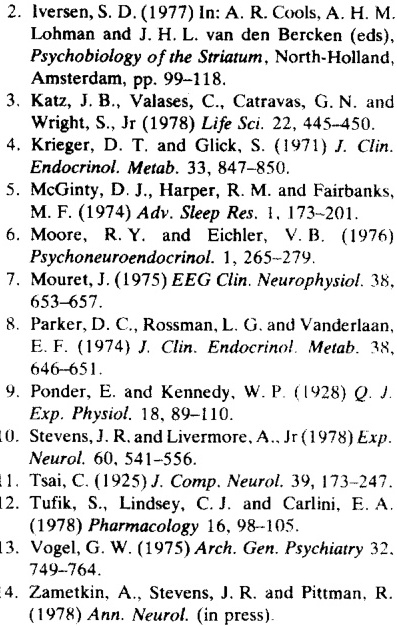 2. Iversen, S. D. (1977) In: A. R. Cools, A. H. M.
Lohman and J. H. L. van den Bercken (eds),
Psychobiology of the Striatum, North-Holland,
Amsterdam, pp. 99–118.
3. Katz, J. B., Valases, C., Catravas, G. N. and
Wright, S., Jr (1978) Life Sci. 22, 445–450.
4. Krieger, D. T. and Glick, S. (1971) J. Clin.
Endocrinol. Metab. 33, 847–850.
5. McGinty, D. J., Harper, R. M. and Fairbanks,
M. F. (1974) Adv. Sleep Res. 1, 173–201.
6. Moore, R. Y. and Eichler, V. B. (1976)
Psychoneuroendocrinol. 1, 265–279.
7. Mouret, J. (1975) EEG Clin. Neurophysiol. 38,
653–657.
8. Parker, D. C., Rossman, L. G. and Vanderlaan,
E. F. (1974) J. Clin. Endocrinol. Metab. 38,
646–651.
9. Ponder, E. and Kennedy, W. P. (1928) Q. J.
Exp. Physiol. 18, 89–110.
10. Stevens, J. R. and Livermore, A., Jr (1978) Exp.
Neurol. 60, 541–556.
11. Tsai, C. (1925) J. Comp. Neurol. 39, 173–247.
12. Tufik, S., Lindsey, C. J. and Carlini, E. A.
(1978) Pharmacology 16, 98–105.
13. Vogel, G. W. (1975) Arch. Gen. Psychiatry 32,
749–764.
14. Zametkin, A., Stevens, J. R. and Pittman, R.
(1978) Ann. Neurol. (in press).